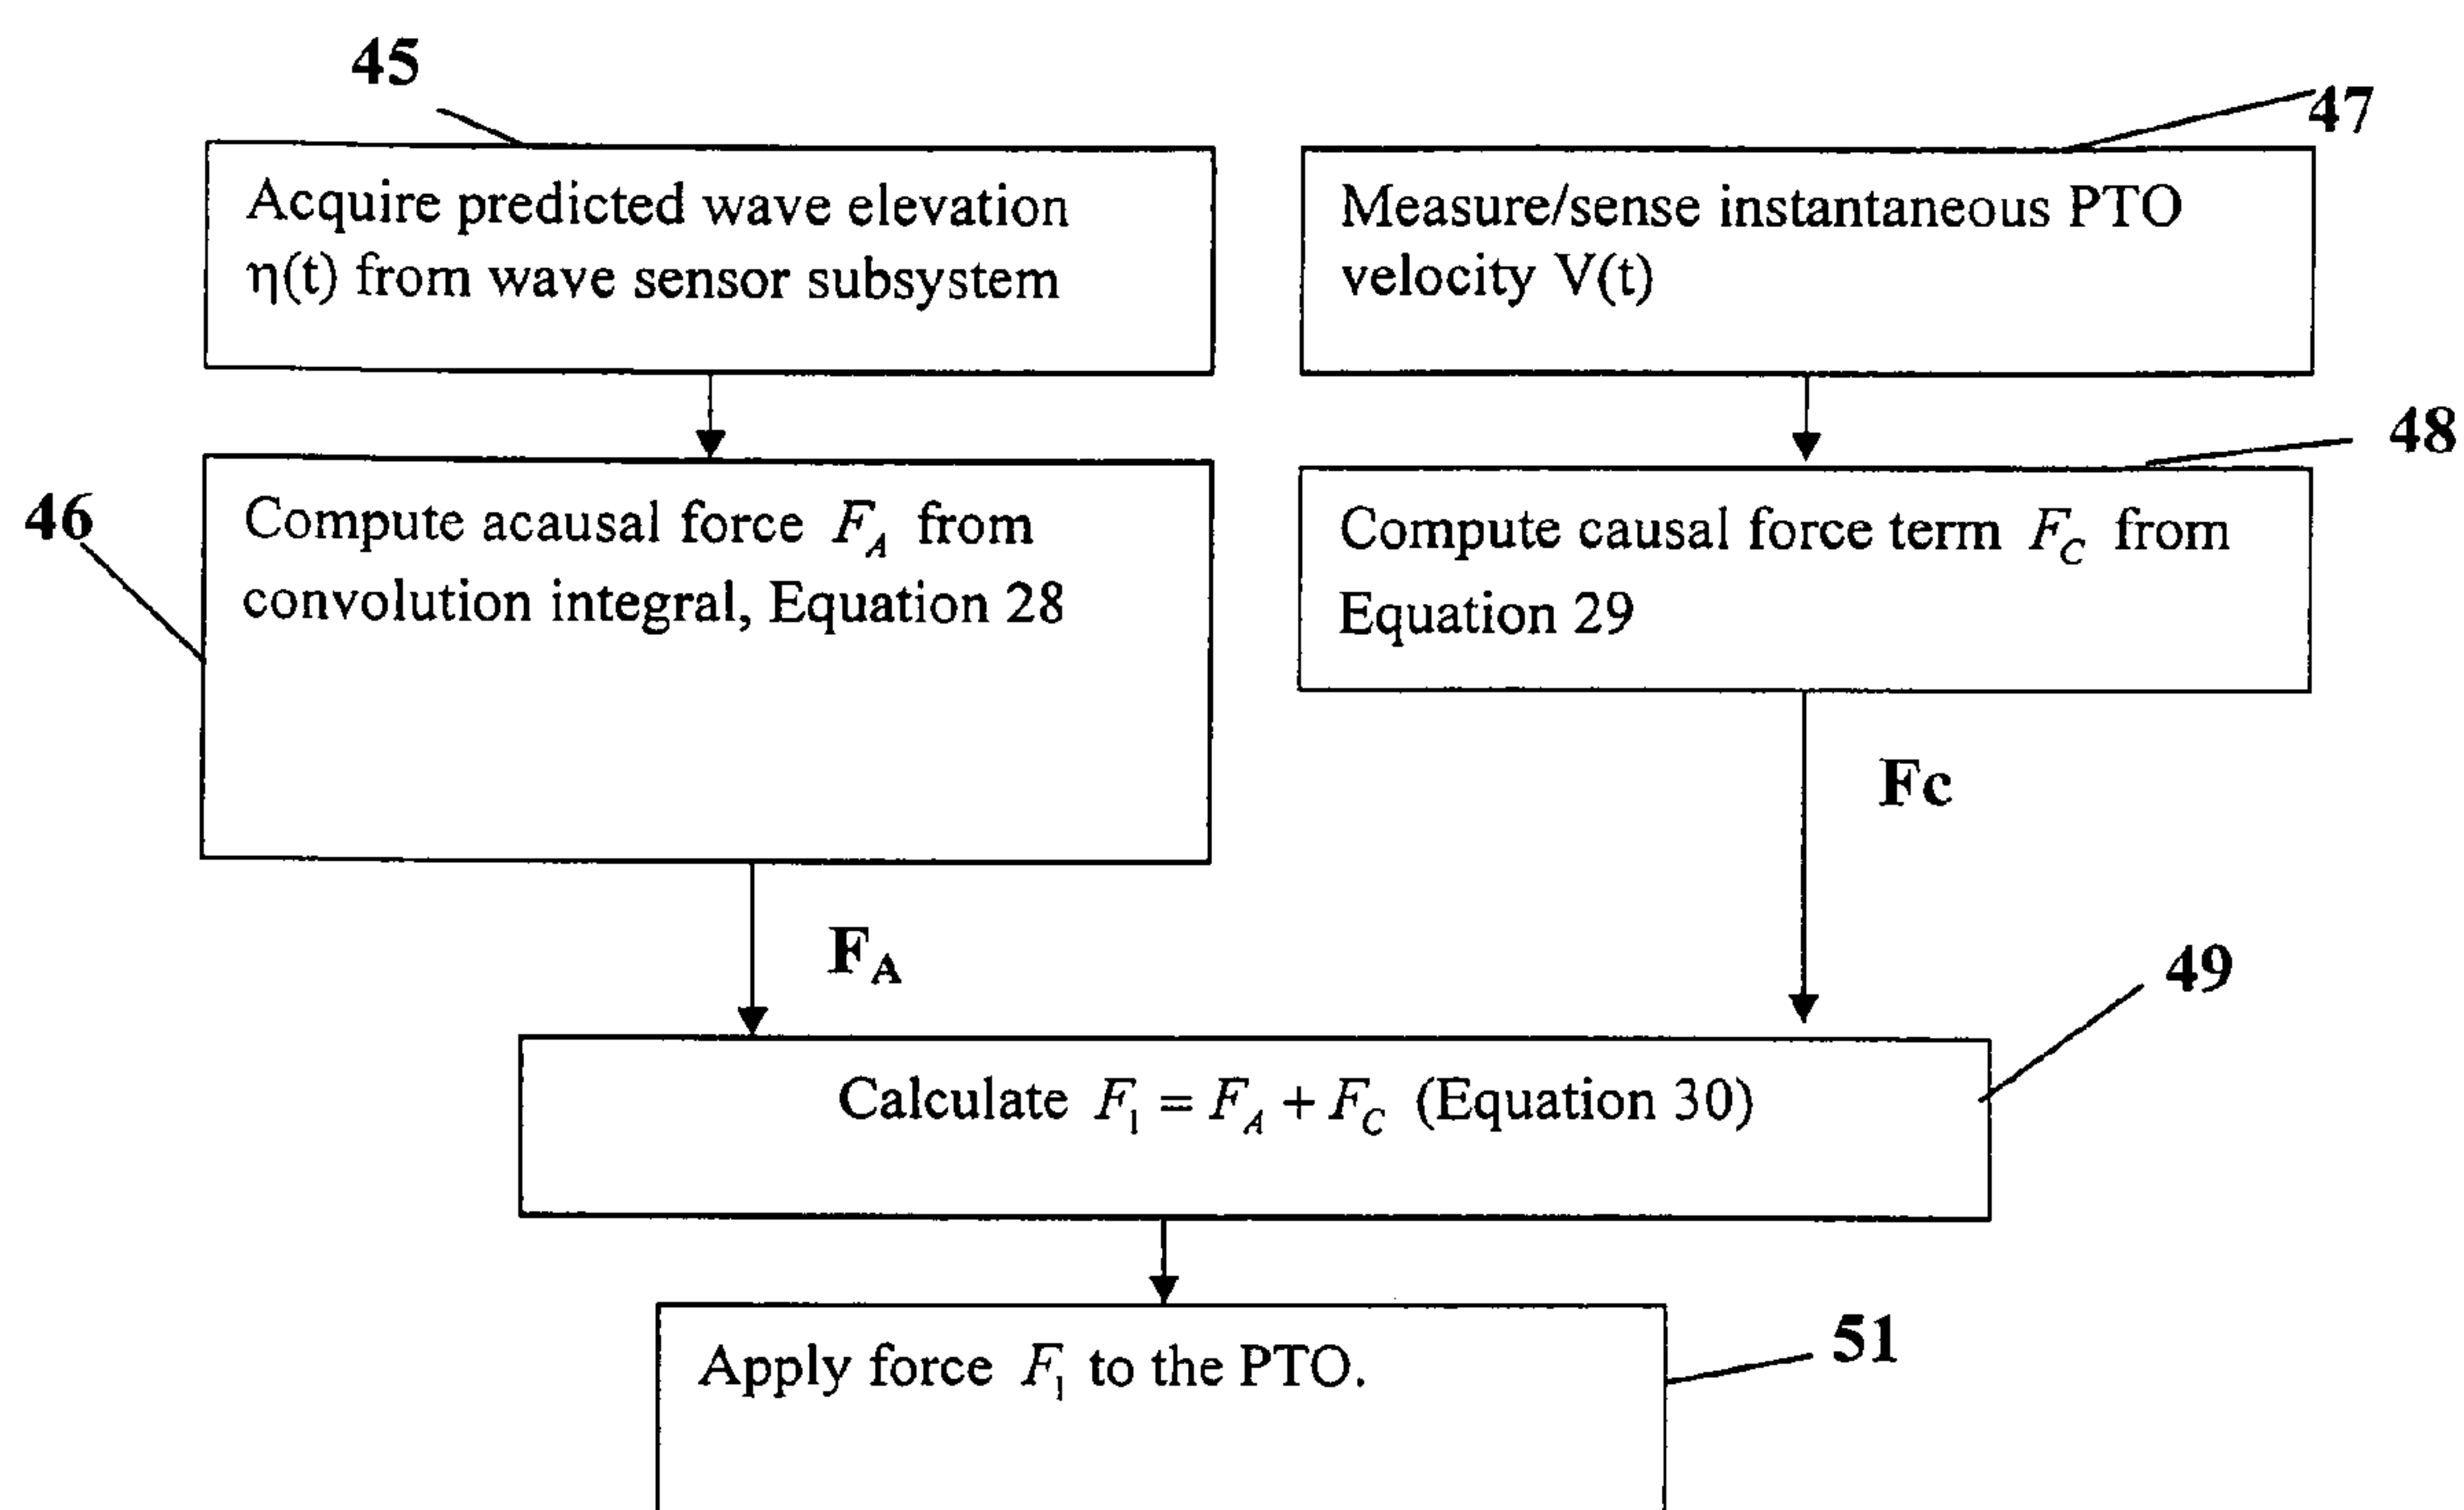 45
47
Acquire predicted wave elevation
η(t) from wave sensor subsystem
Measure/sense instantaneous PTO
velocity V(t)
48
46
Compute acausal force F_A from
convolution integral, Equation 28
Compute causal force term F_C from
Equation 29
Fc
F_A
49
Calculate F_1 = F_A + F_C (Equation 30)
51
Apply force F_1 to the PTO.